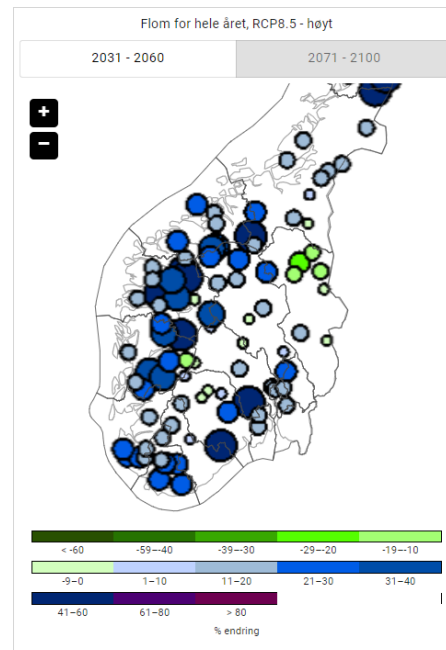 Flom for hele året, RCP8.5 - høyt
2031 - 2060 2071 - 2100
+
−
< -60 -59–-40 -39–-30 -29–-20 -19–-10
-9–0 1–10 11–20 21–30 31–40
41–60 61–80 > 80
% endring